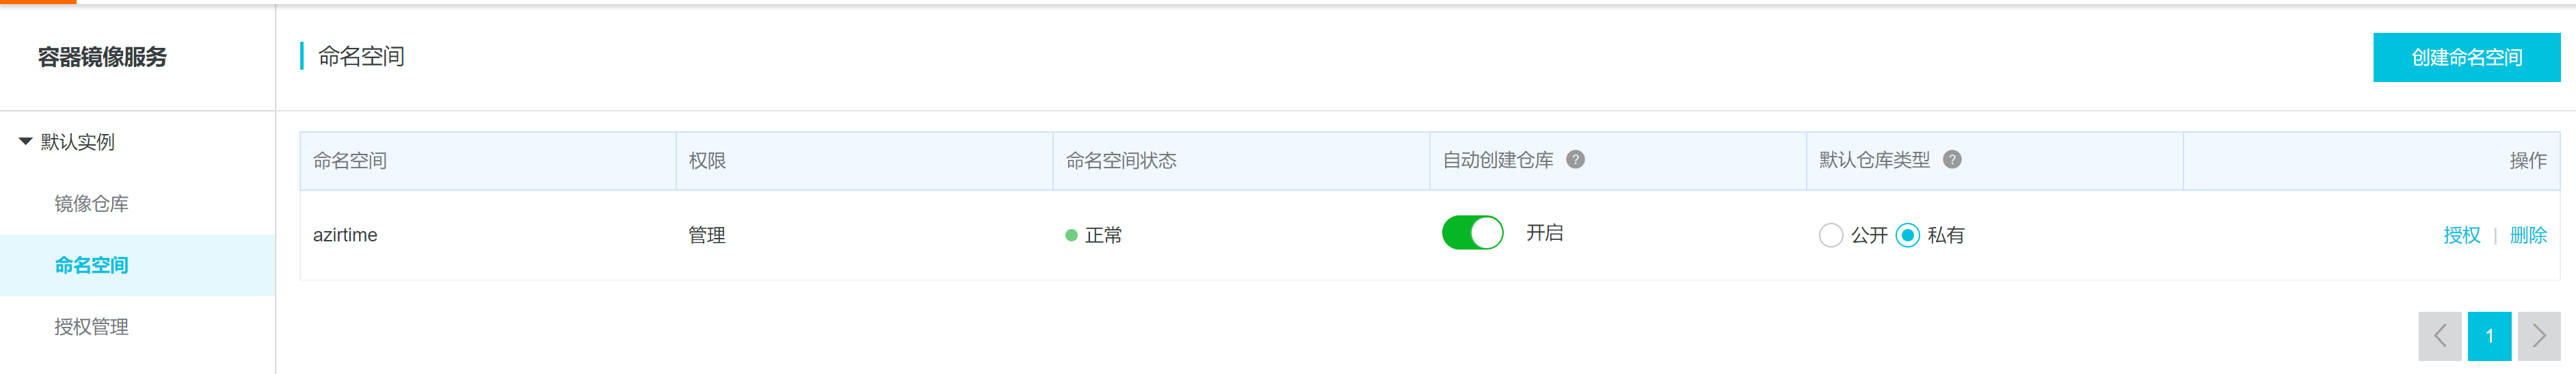 容器镜像服务
命名空间
创建命名空间
默认实例
镜像仓库
命名空间
授权管理
命名空间 权限 命名空间状态 自动创建仓库 ? 默认仓库类型 ? 操作
azirtime 管理 正常 开启 公开 私有 授权 | 删除
1